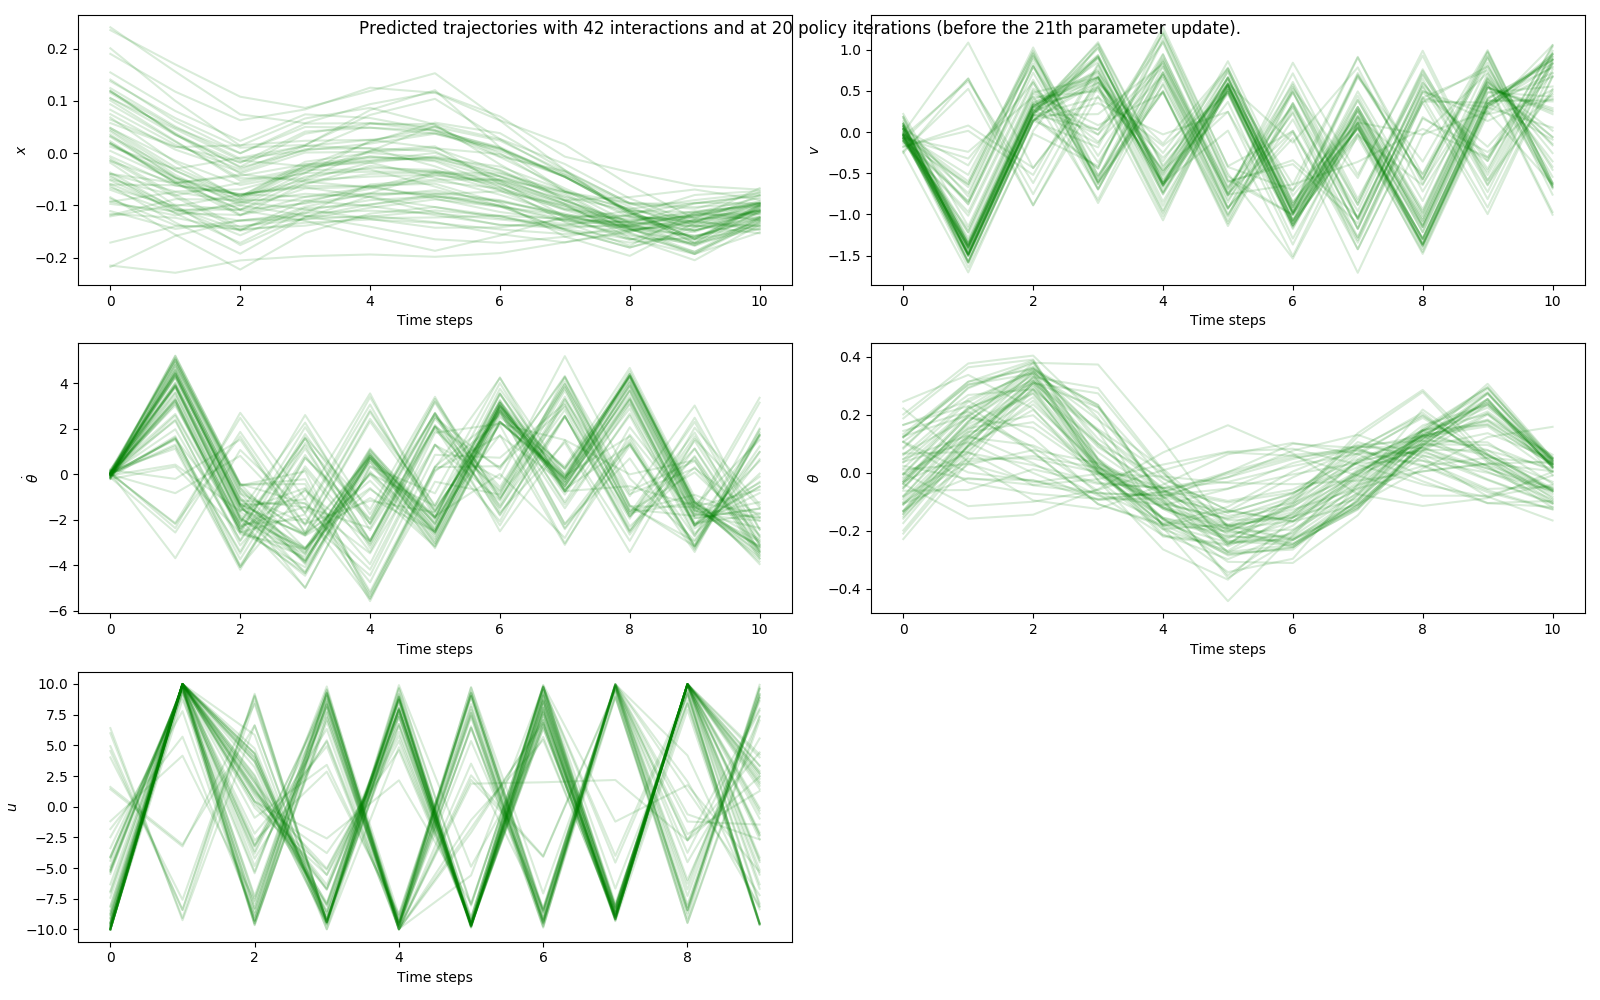 Predicted trajectories with 42 interactions and at 20 policy iterations (before the 21th parameter update).
0.2
0.1
0.0
−0.1
−0.2
x
0 2 4 6 8 10
Time steps
1.0
0.5
0.0
−0.5
−1.0
−1.5
v
0 2 4 6 8 10
Time steps
4
2
0
−2
−4
−6
θ̇
0 2 4 6 8 10
Time steps
0.4
0.2
0.0
−0.2
−0.4
θ
0 2 4 6 8 10
Time steps
10.0
7.5
5.0
2.5
0.0
−2.5
−5.0
−7.5
−10.0
u
0 2 4 6 8
Time steps